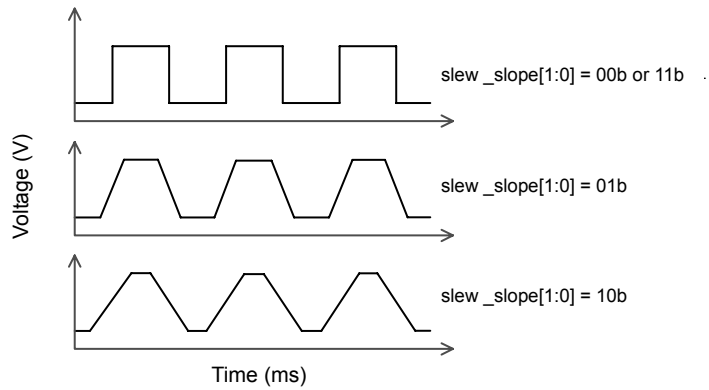 slew _slope[1:0] = 00b or 11b
Voltage (V)
slew _slope[1:0] = 01b
slew _slope[1:0] = 10b
Time (ms)